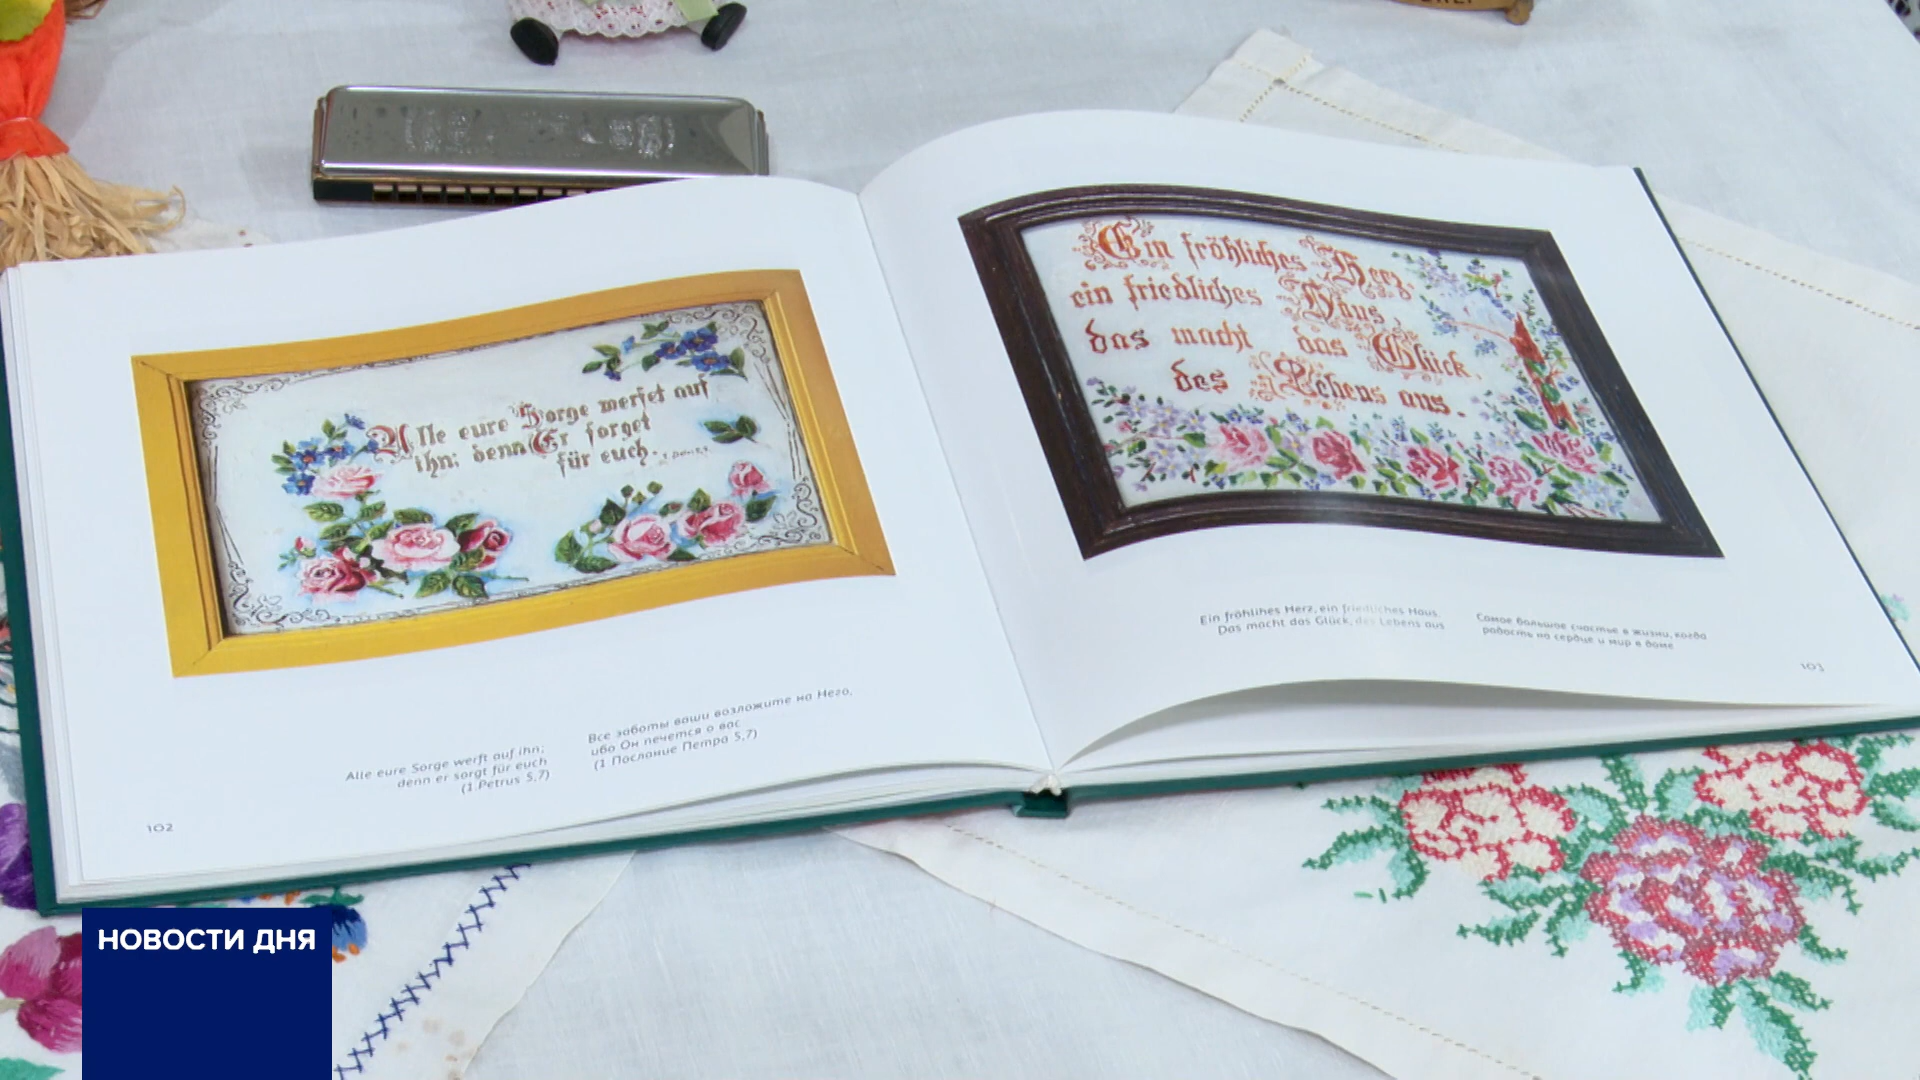 Alle eure Sorge werfet auf
ihn; denn Er sorget
für euch.
Alle eure Sorge werft auf ihn;
denn er sorgt für euch
(1 Petrus 5,7)
Все заботы ваши возложите на Него,
ибо Он печется о вас
(1 Послание Петра 5,7)
102
Ein fröhliches Herz,
ein friedliches Haus,
das macht das Glück
des Lebens aus.
Ein fröhlihes Herz, ein friedliches Haus.
Das macht das Glück, des Lebens aus
Самое большое счастье в жизни, когда
радость на сердце и мир в доме
103
НОВОСТИ ДНЯ